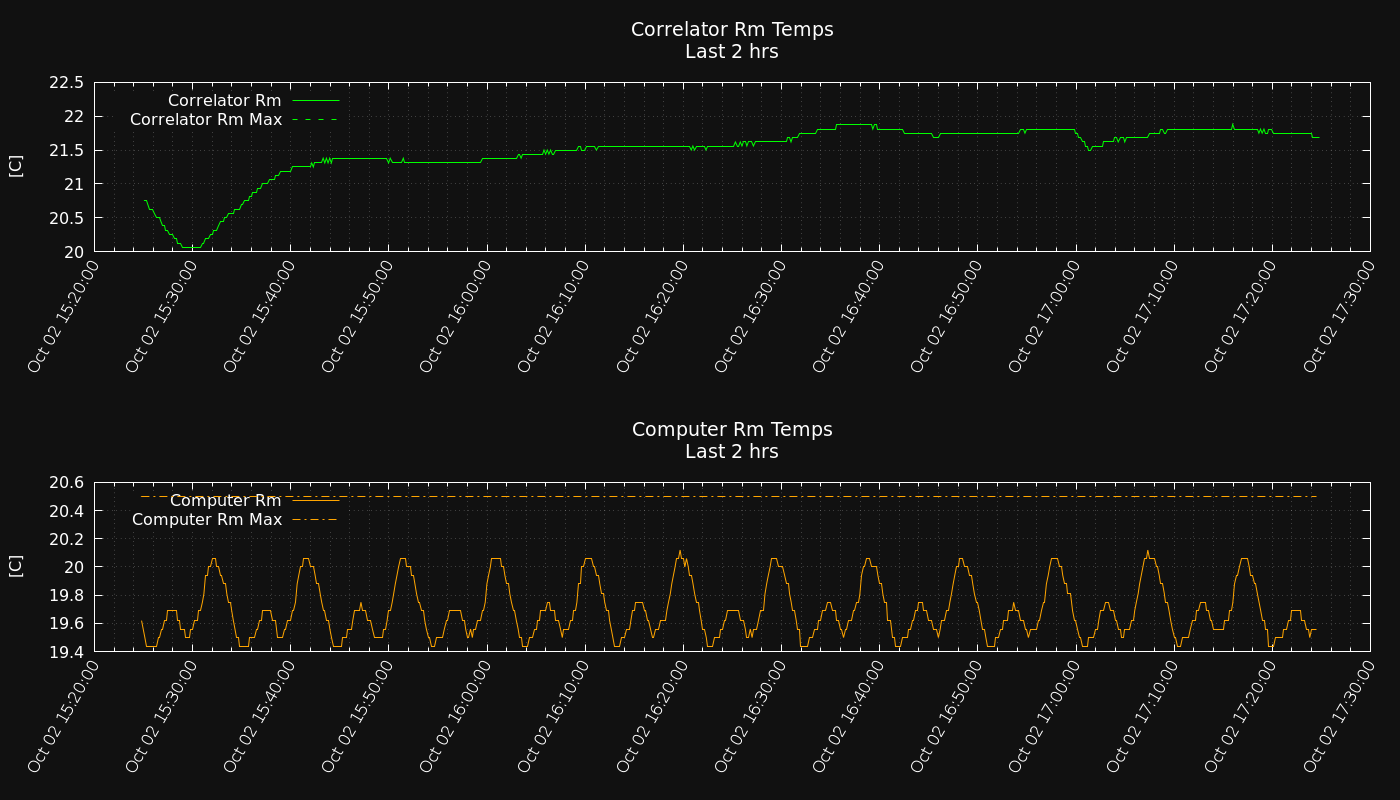 Correlator Rm Temps
Last 2 hrs
22.5
22
21.5
21
20.5
20
[C]
Correlator Rm
Correlator Rm Max
Oct 02 15:20:00
Oct 02 15:30:00
Oct 02 15:40:00
Oct 02 15:50:00
Oct 02 16:00:00
Oct 02 16:10:00
Oct 02 16:20:00
Oct 02 16:30:00
Oct 02 16:40:00
Oct 02 16:50:00
Oct 02 17:00:00
Oct 02 17:10:00
Oct 02 17:20:00
Oct 02 17:30:00
Computer Rm Temps
Last 2 hrs
20.6
20.4
20.2
20
19.8
19.6
19.4
[C]
Computer Rm
Computer Rm Max
Oct 02 15:20:00
Oct 02 15:30:00
Oct 02 15:40:00
Oct 02 15:50:00
Oct 02 16:00:00
Oct 02 16:10:00
Oct 02 16:20:00
Oct 02 16:30:00
Oct 02 16:40:00
Oct 02 16:50:00
Oct 02 17:00:00
Oct 02 17:10:00
Oct 02 17:20:00
Oct 02 17:30:00